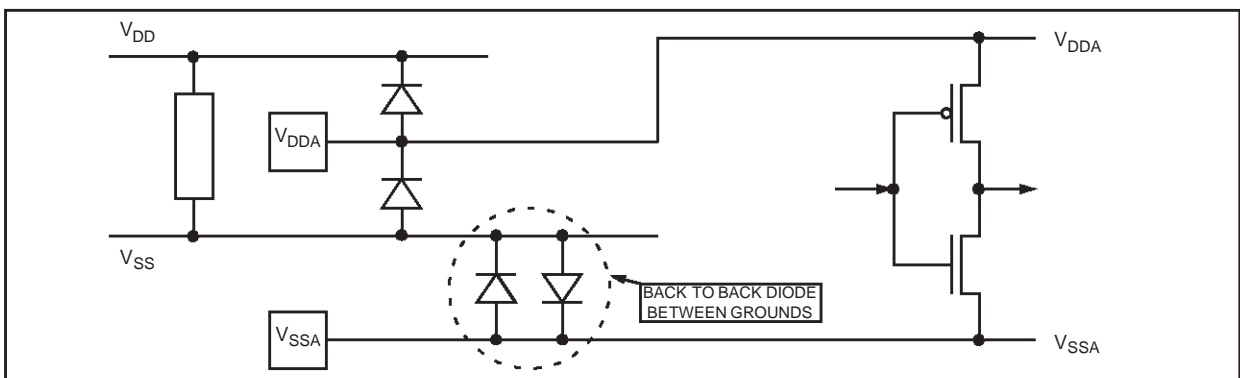 VDD
VDDA
VDDA
VSS
BACK TO BACK DIODE
BETWEEN GROUNDS
VSSA
VSSA